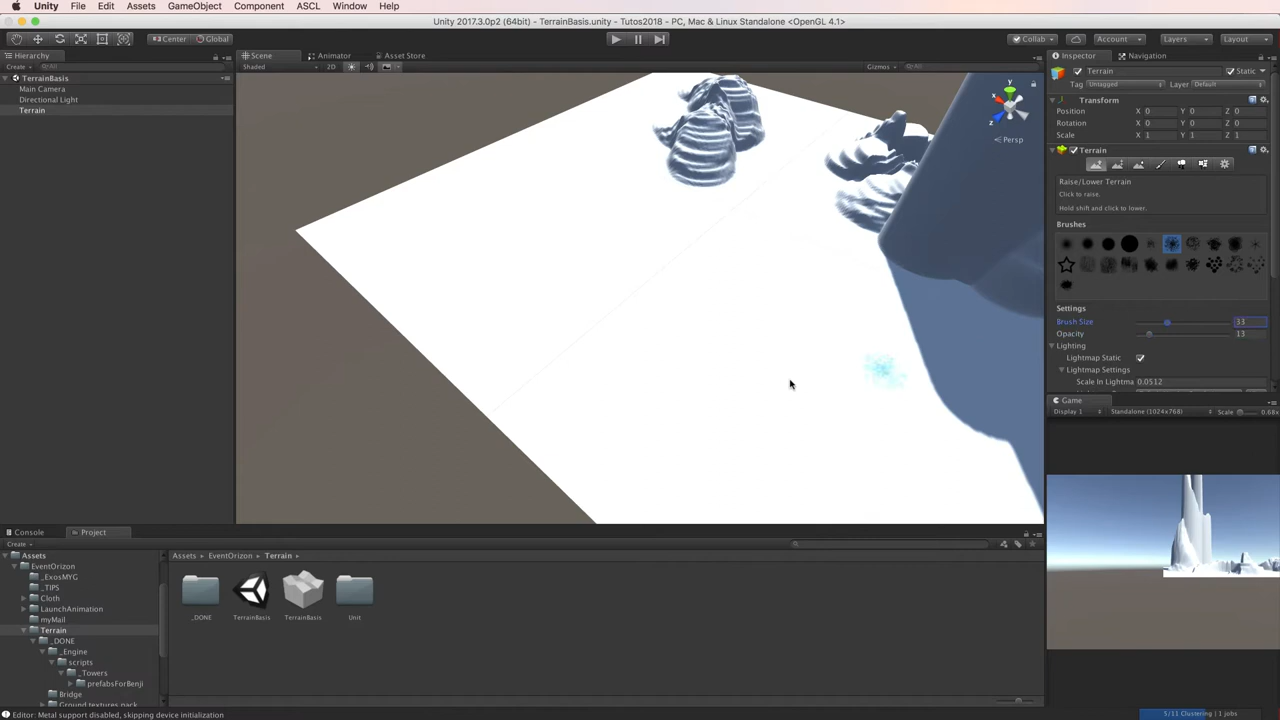 Unity File Edit Assets GameObject Component ASCL Window Help
Unity 2017.3.0p2 (64bit) - TerrainBasis.unity - Tutos2018 - PC, Mac & Linux Standalone <OpenGL 4.1>
Center Global
Collab Account Layers Layout
Hierarchy
Create All
TerrainBasis
Main Camera
Directional Light
Terrain
Scene Animator Asset Store
Shaded 2D Gizmos All
y
x
z
Persp
Inspector Navigation
Terrain Static
Tag Untagged Layer Default
Transform
Position X 0 Y 0 Z 0
Rotation X 0 Y 0 Z 0
Scale X 1 Y 1 Z 1
Terrain
Raise/Lower Terrain
Click to raise.
Hold shift and click to lower.
Brushes
Settings
Brush Size 33
Opacity 13
Lighting
Lightmap Static
Lightmap Settings
Scale In Lightma 0.0512
Game
Display 1 Standalone (1024x768) Scale 0.68x
Console Project
Create
Assets
EventOrizon
_ExosMYG
_TIPS
Cloth
LaunchAnimation
myMail
Terrain
_DONE
_Engine
scripts
_Towers
prefabsForBenji
Bridge
Ground textures pack
Assets EventOrizon Terrain
_DONE TerrainBasis TerrainBasis Unit
Editor: Metal support disabled, skipping device initialization
5/11 Clustering | 1 jobs